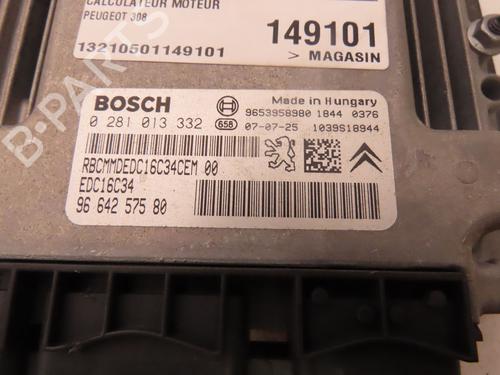 CALCULATEUR MOTEUR
PEUGEOT 308
149101
13210501149101
> MAGASIN
BOSCH
0 281 013 332
658
Made in Hungary
9653958980 1844 0376
07-07-25 1039S18944
RBCMMDEDC16C34CEM 00
EDC16C34
96 642 575 80